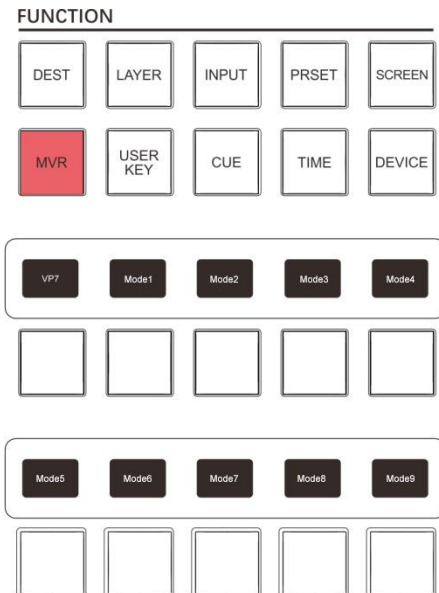 FUNCTION
DEST LAYER INPUT PRSET SCREEN
MVR USER KEY CUE TIME DEVICE
VP7 Mode1 Mode2 Mode3 Mode4
Mode5 Mode6 Mode7 Mode8 Mode9